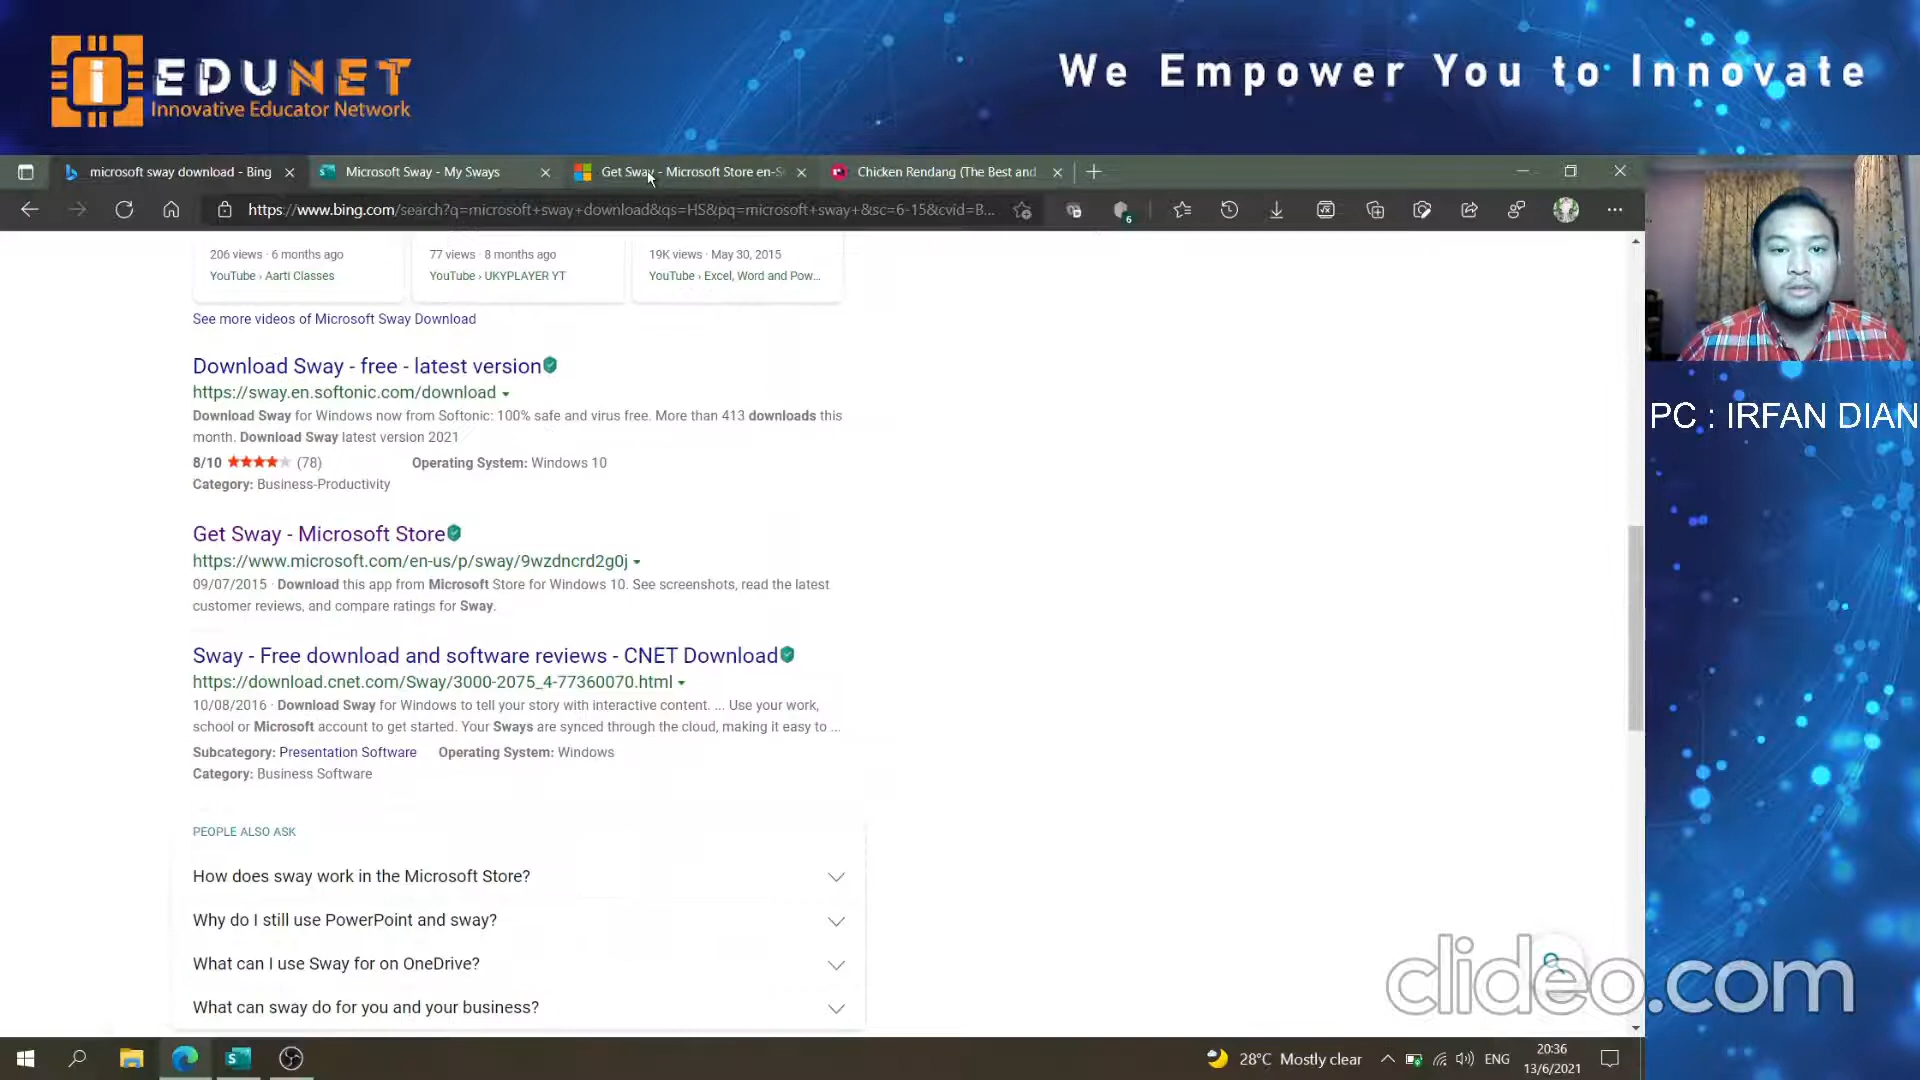 i EDUNET
Innovative Educator Network
We Empower You to Innovate
microsoft sway download - Bing
Microsoft Sway - My Sways
Get Sway - Microsoft Store en-S
Chicken Rendang (The Best and
https://www.bing.com/search?q=microsoft+sway+download&qs=HS&pq=microsoft+sway+&sc=6-15&cvid=B...
6
206 views · 6 months ago
YouTube › Aarti Classes
77 views · 8 months ago
YouTube › UKYPLAYER YT
19K views · May 30, 2015
YouTube › Excel, Word and Pow...
See more videos of Microsoft Sway Download
Download Sway - free - latest version
https://sway.en.softonic.com/download
Download Sway for Windows now from Softonic: 100% safe and virus free. More than 413 downloads this
month. Download Sway latest version 2021
8/10 (78) Operating System: Windows 10
Category: Business-Productivity
Get Sway - Microsoft Store
https://www.microsoft.com/en-us/p/sway/9wzdncrd2g0j
09/07/2015 · Download this app from Microsoft Store for Windows 10. See screenshots, read the latest
customer reviews, and compare ratings for Sway.
Sway - Free download and software reviews - CNET Download
https://download.cnet.com/Sway/3000-2075_4-77360070.html
10/08/2016 · Download Sway for Windows to tell your story with interactive content. ... Use your work,
school or Microsoft account to get started. Your Sways are synced through the cloud, making it easy to ...
Subcategory: Presentation Software Operating System: Windows
Category: Business Software
PEOPLE ALSO ASK
How does sway work in the Microsoft Store?
Why do I still use PowerPoint and sway?
What can I use Sway for on OneDrive?
What can sway do for you and your business?
PC : IRFAN DIAN
clideo.com
28°C Mostly clear
ENG
20:36
13/6/2021